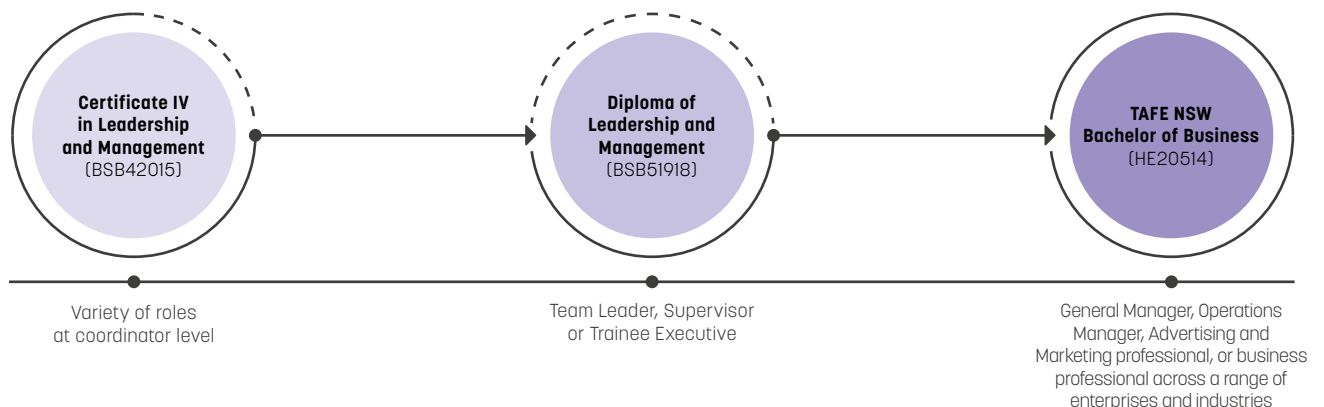 Certificate IV
in Leadership
and Management
(BSB42015)
Diploma of
Leadership and
Management
(BSB51918)
TAFE NSW
Bachelor of Business
(HE20514)
Variety of roles
at coordinator level
Team Leader, Supervisor
or Trainee Executive
General Manager, Operations
Manager, Advertising and
Marketing professional, or business
professional across a range of
enterprises and industries